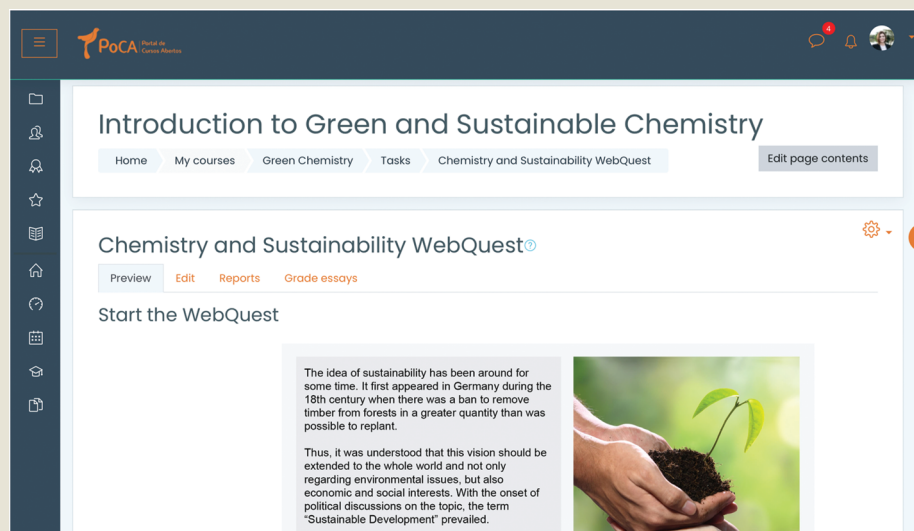 4
PoCA Portal de
Cursos Abertos
Introduction to Green and Sustainable Chemistry
Home My courses Green Chemistry Tasks Chemistry and Sustainability WebQuest
Edit page contents
Chemistry and Sustainability WebQuest
Preview Edit Reports Grade essays
Start the WebQuest
The idea of sustainability has been around for
some time. It first appeared in Germany during the
18th century when there was a ban to remove
timber from forests in a greater quantity than was
possible to replant.
Thus, it was understood that this vision should be
extended to the whole world and not only
regarding environmental issues, but also
economic and social interests. With the onset of
political discussions on the topic, the term
“Sustainable Development” prevailed.